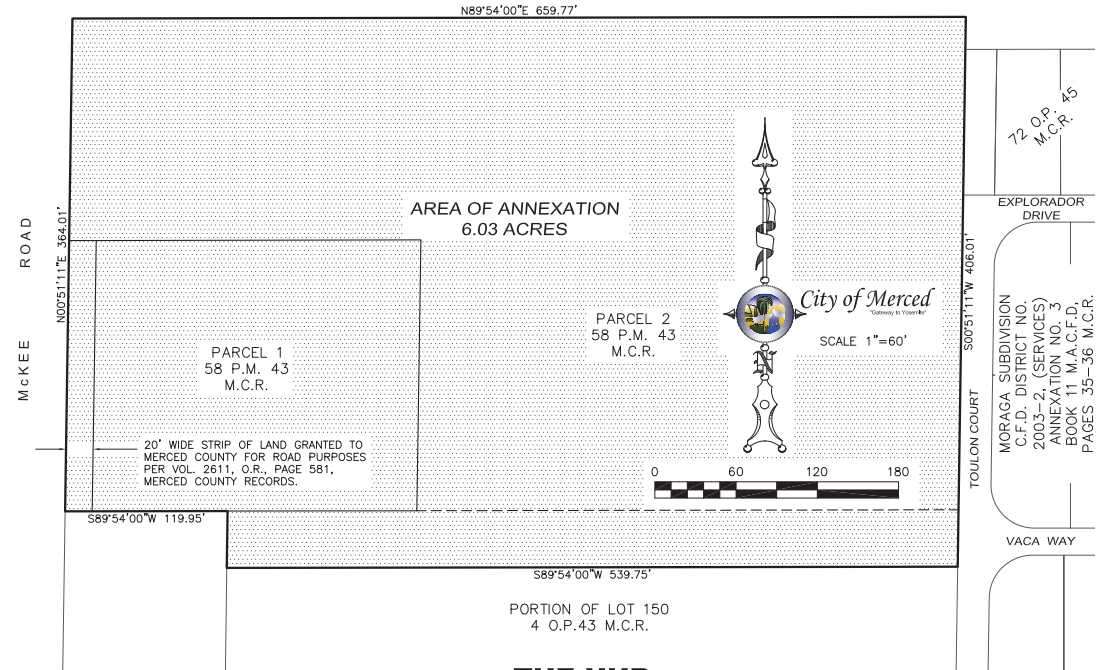 N89°54'00"E 659.77'
72 O.P. 45
M.C.R.
EXPLORADOR
DRIVE
AREA OF ANNEXATION
6.03 ACRES
McKEE ROAD
N00°51'11"E 364.01'
S00°51'11"W 406.01'
City of Merced
"Gateway to Yosemite"
SCALE 1"=60'
N
PARCEL 2
58 P.M. 43
M.C.R.
PARCEL 1
58 P.M. 43
M.C.R.
MORAGA SUBDIVISION
C.F.D. DISTRICT NO.
2003-2, (SERVICES)
ANNEXATION NO. 3
BOOK 11 M.A.C.F.D,
PAGES 35-36 M.C.R.
TOULON COURT
20' WIDE STRIP OF LAND GRANTED TO
MERCED COUNTY FOR ROAD PURPOSES
PER VOL. 2611, O.R., PAGE 581,
MERCED COUNTY RECORDS.
0 60 120 180
S89°54'00"W 119.95'
VACA WAY
S89°54'00"W 539.75'
PORTION OF LOT 150
4 O.P.43 M.C.R.